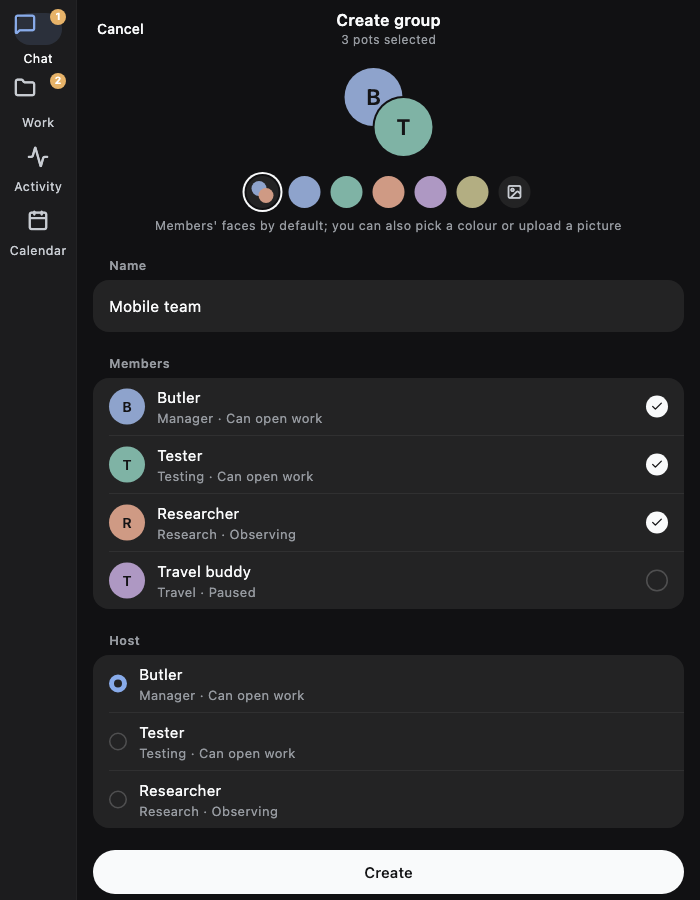 1
Chat
2
Work
Activity
Calendar
Cancel
Create group
3 pots selected
B
T
Members' faces by default; you can also pick a colour or upload a picture
Name
Mobile team
Members
B
Butler
Manager · Can open work
T
Tester
Testing · Can open work
R
Researcher
Research · Observing
T
Travel buddy
Travel · Paused
Host
Butler
Manager · Can open work
Tester
Testing · Can open work
Researcher
Research · Observing
Create